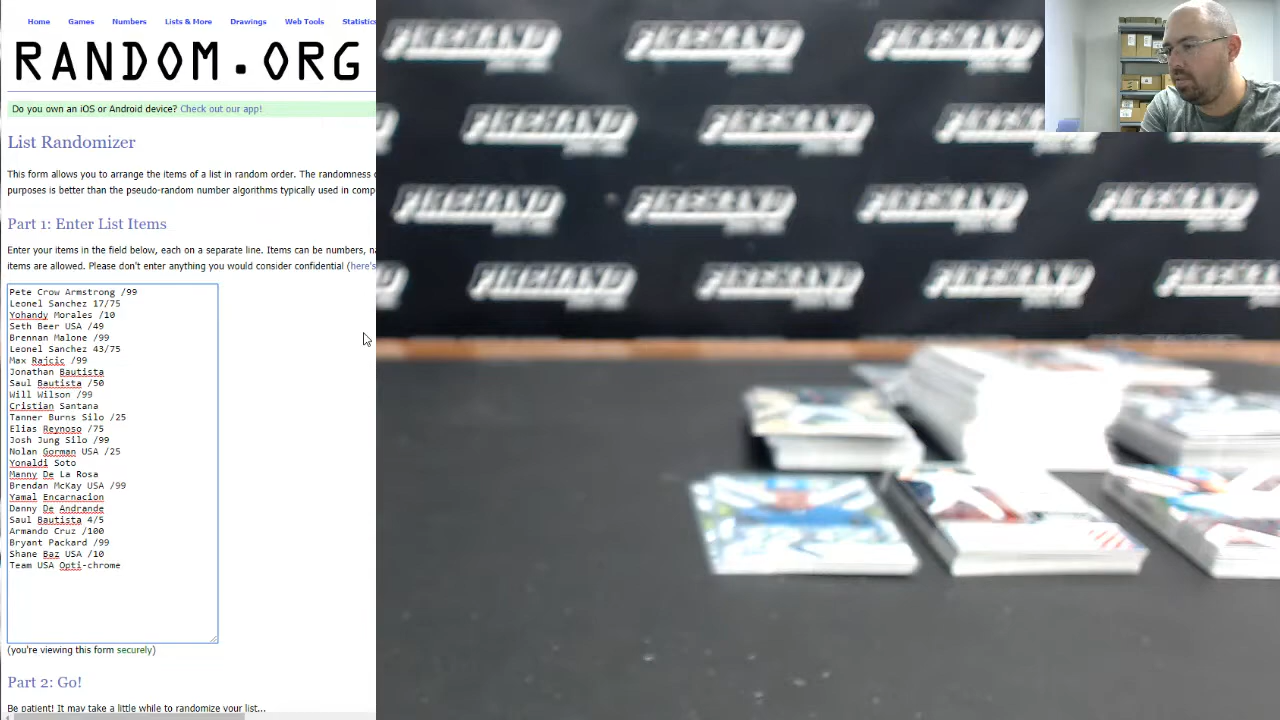 Home Games Numbers Lists & More Drawings Web Tools Statistics
RANDOM.ORG
Do you own an iOS or Android device? Check out our app!
List Randomizer
This form allows you to arrange the items of a list in random order. The randomness
purposes is better than the pseudo-random number algorithms typically used in comp
Part 1: Enter List Items
Enter your items in the field below, each on a separate line. Items can be numbers, na
items are allowed. Please don't enter anything you would consider confidential (here's
Pete Crow Armstrong /99
Leonel Sanchez 17/75
Yohandy Morales /10
Seth Beer USA /49
Brennan Malone /99
Leonel Sanchez 43/75
Max Rajcic /99
Jonathan Bautista
Saul Bautista /50
Will Wilson /99
Cristian Santana
Tanner Burns Silo /25
Elias Reynoso /75
Josh Jung Silo /99
Nolan Gorman USA /25
Yonaldi Soto
Manny De La Rosa
Brendan McKay USA /99
Yamal Encarnacion
Danny De Andrande
Saul Bautista 4/5
Armando Cruz /100
Bryant Packard /99
Shane Baz USA /10
Team USA Opti-chrome
(you're viewing this form securely)
Part 2: Go!
Be patient! It may take a little while to randomize your list...